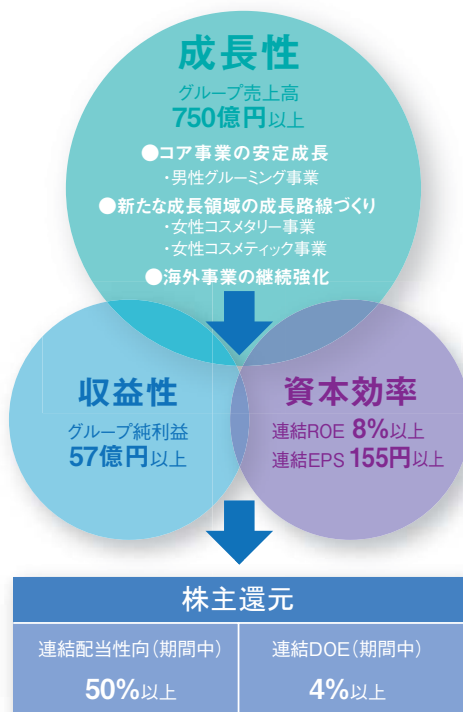 成長性
グループ売上高
750億円以上
●コア事業の安定成長
・男性グルーミング事業
●新たな成長領域の成長路線づくり
・女性コスメタリー事業
・女性コスメティック事業
●海外事業の継続強化
収益性
グループ純利益
57億円以上
資本効率
連結ROE 8%以上
連結EPS 155円以上
株主還元
連結配当性向（期間中）
50%以上
連結DOE（期間中）
4%以上